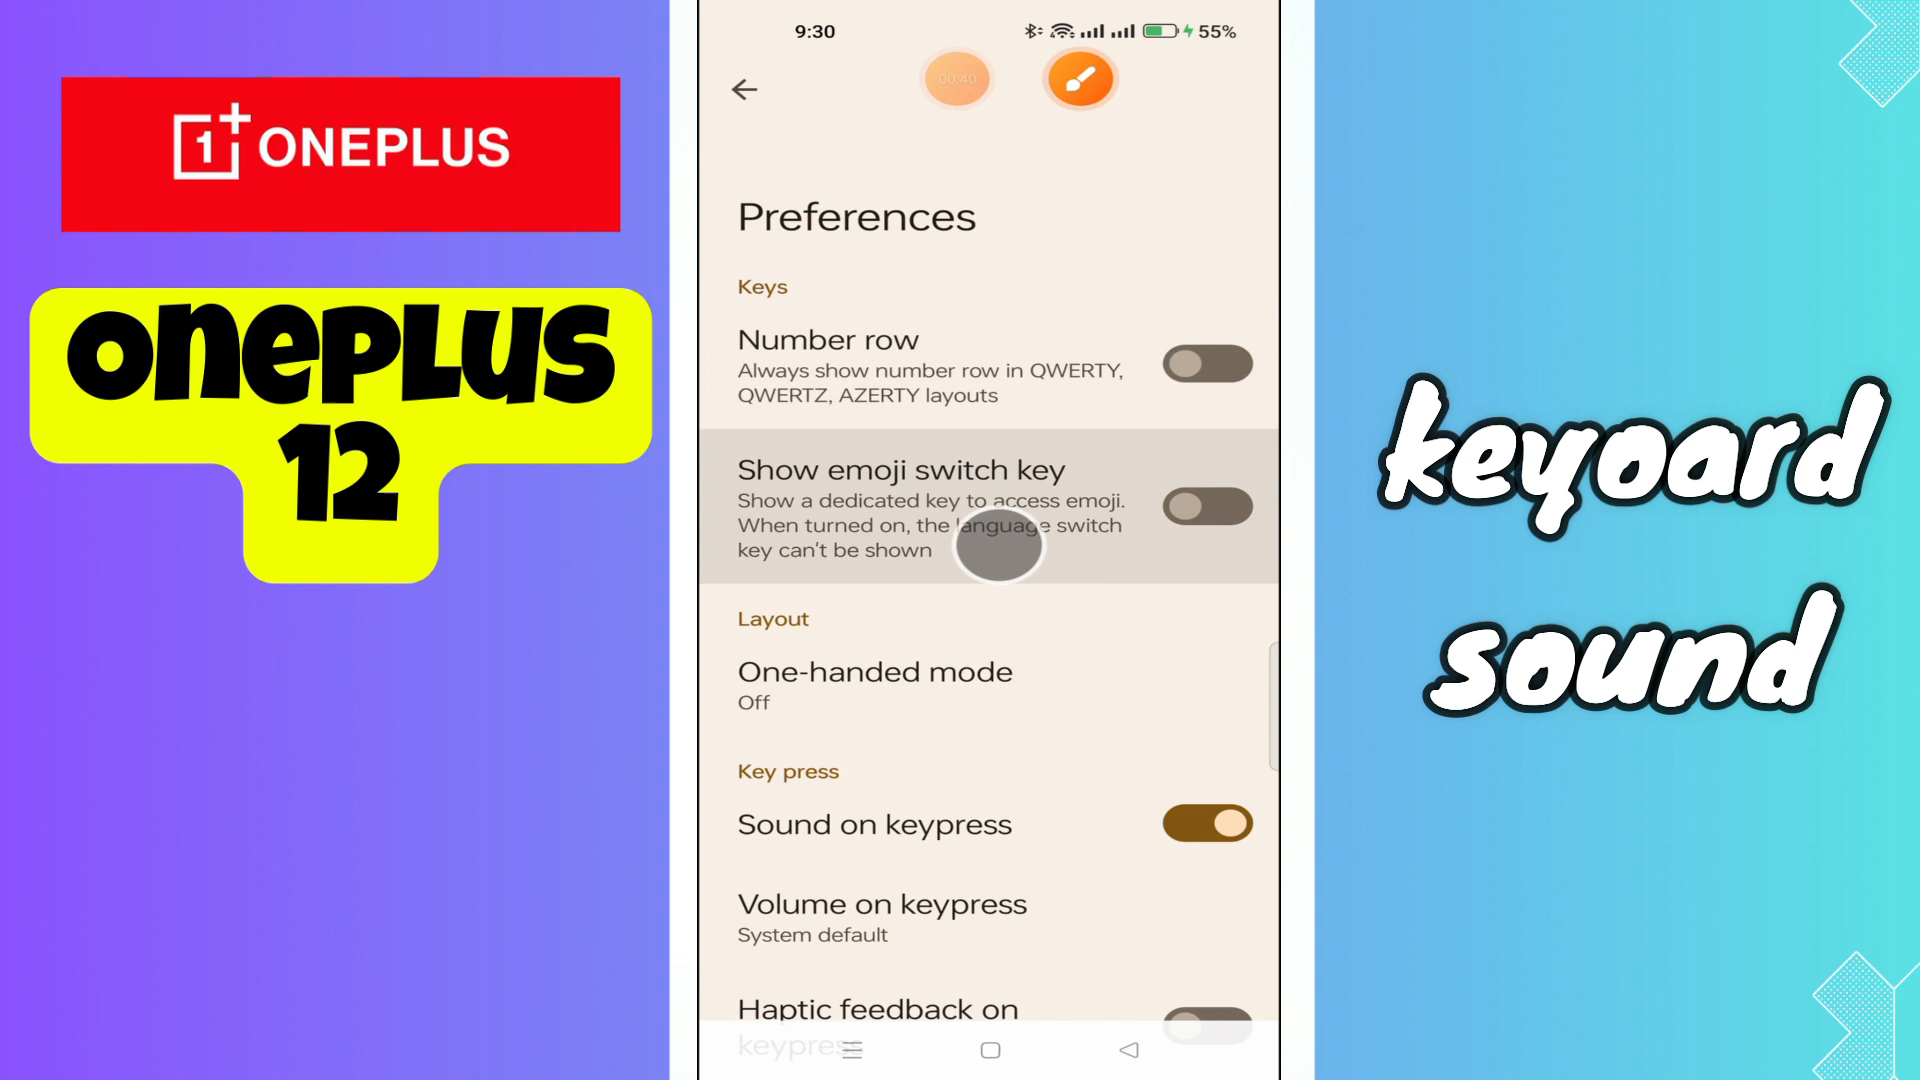 1+ ONEPLUS
oneplus
12
9:30
55%
00:40
Preferences
Keys
Number row
Always show number row in QWERTY,
QWERTZ, AZERTY layouts
Show emoji switch key
Show a dedicated key to access emoji.
When turned on, the language switch
key can't be shown
Layout
One-handed mode
Off
Key press
Sound on keypress
Volume on keypress
System default
Haptic feedback on
keypress
keyoard
sound